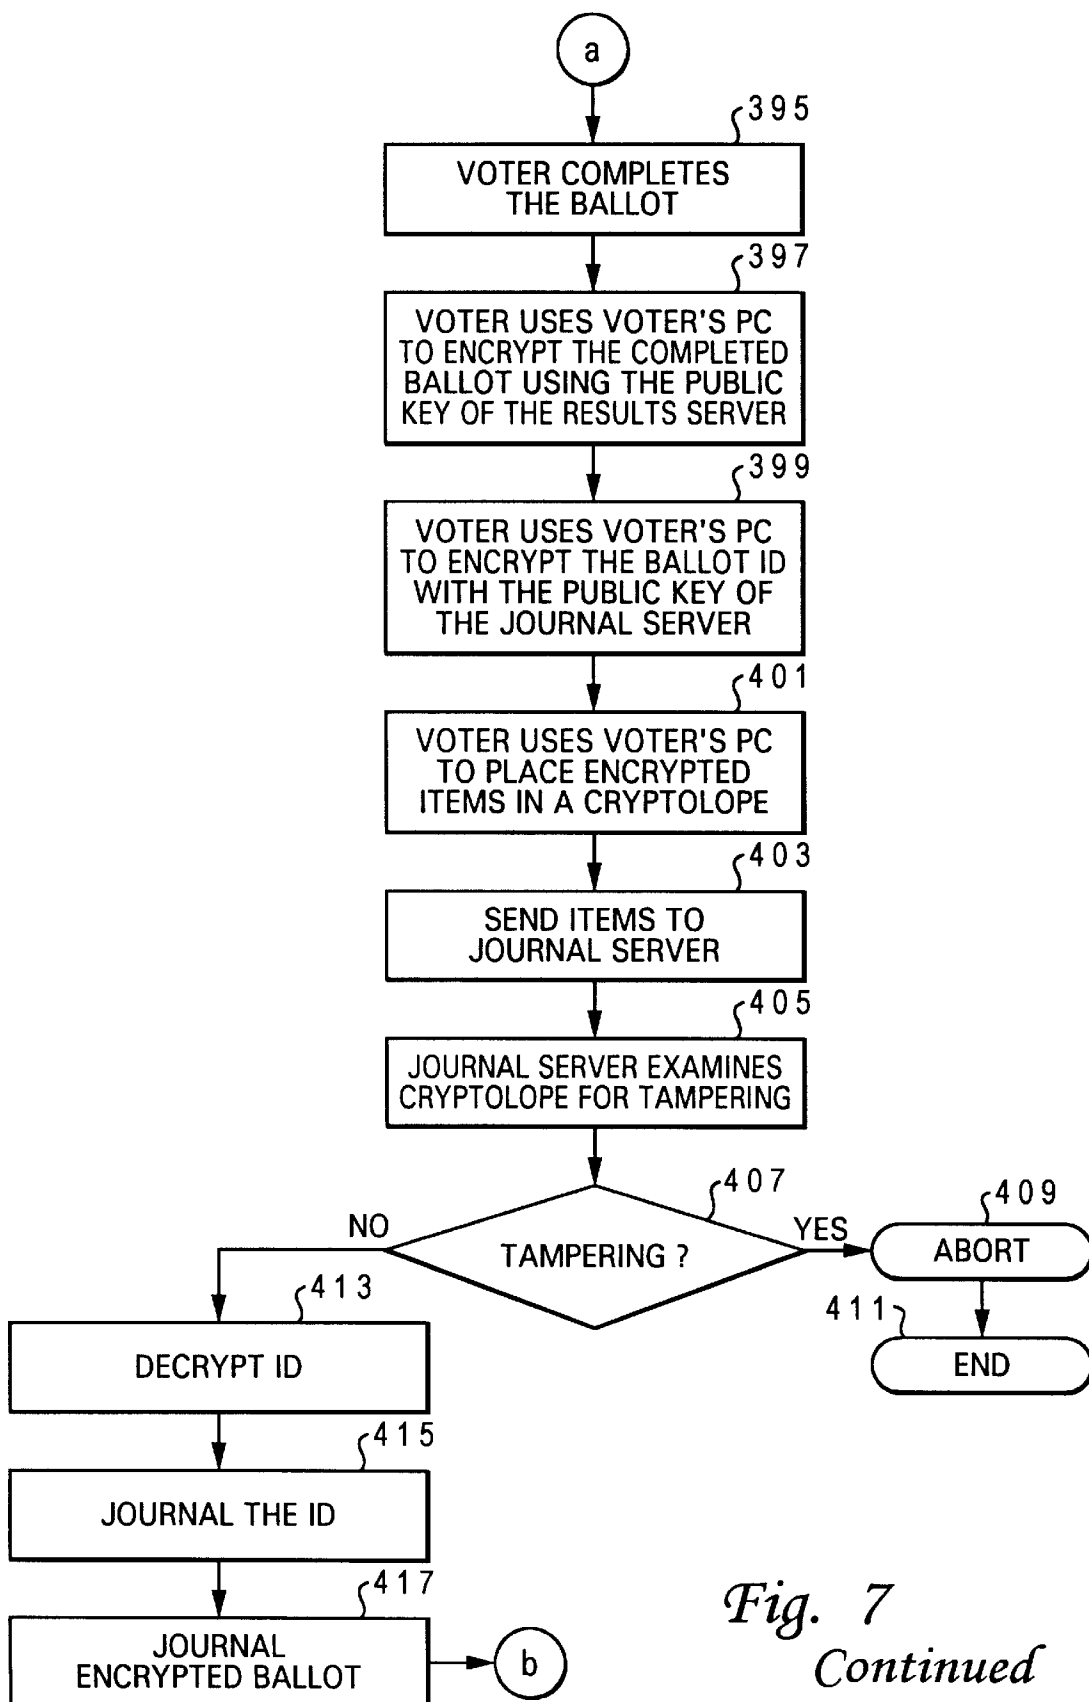 a
395
VOTER COMPLETES
THE BALLOT
397
VOTER USES VOTER'S PC
TO ENCRYPT THE COMPLETED
BALLOT USING THE PUBLIC
KEY OF THE RESULTS SERVER
399
VOTER USES VOTER'S PC
TO ENCRYPT THE BALLOT ID
WITH THE PUBLIC KEY OF
THE JOURNAL SERVER
401
VOTER USES VOTER'S PC
TO PLACE ENCRYPTED
ITEMS IN A CRYPTOLOPE
403
SEND ITEMS TO
JOURNAL SERVER
405
JOURNAL SERVER EXAMINES
CRYPTOLOPE FOR TAMPERING
407
TAMPERING ?
NO
YES
409
ABORT
411
END
413
DECRYPT ID
415
JOURNAL THE ID
417
JOURNAL
ENCRYPTED BALLOT
b
Fig. 7
Continued